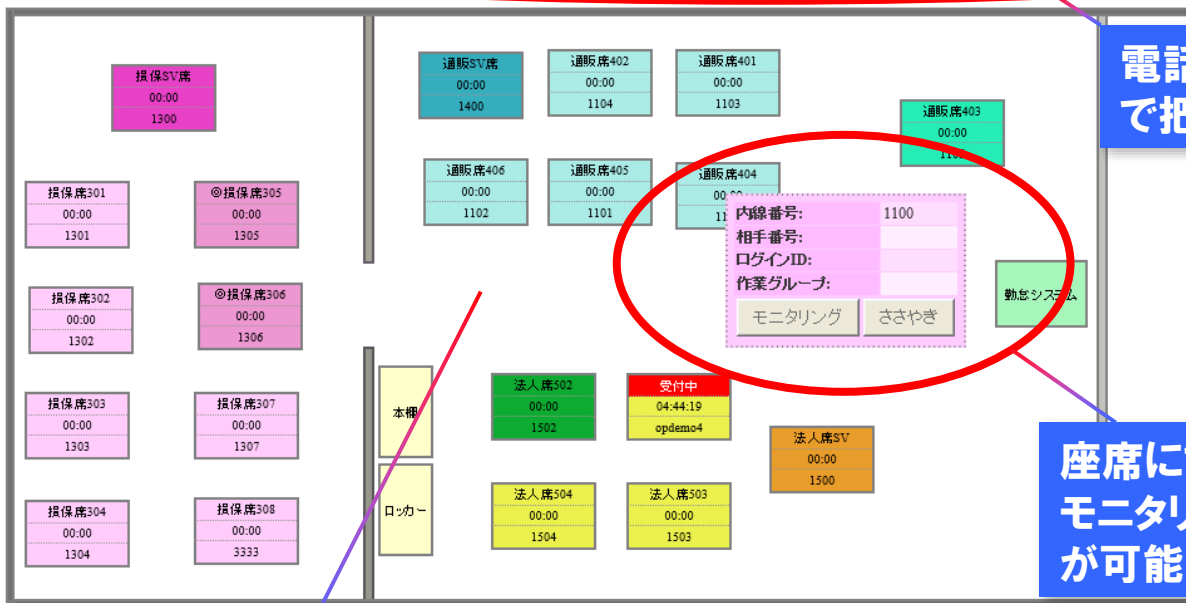 損保SV席
00:00
1300
損保席301
00:00
1301
◎損保席305
00:00
1305
損保席302
00:00
1302
◎損保席306
00:00
1306
損保席303
00:00
1303
損保席307
00:00
1307
損保席304
00:00
1304
損保席308
00:00
3333
通販SV席
00:00
1400
通販席402
00:00
1104
通販席401
00:00
1103
通販席403
00:00
通販席406
00:00
1102
通販席405
00:00
1101
通販席404
内線番号: 1100
相手番号:
ログインID:
作業グループ:
モニタリング ささやき
勤怠システム
本棚
ロッカー
法人席502
00:00
1502
受付中
04:44:19
opdemo4
法人席SV
00:00
1500
法人席504
00:00
1504
法人席503
00:00
1503
電話
で把
座席に
モニタリ
が可能